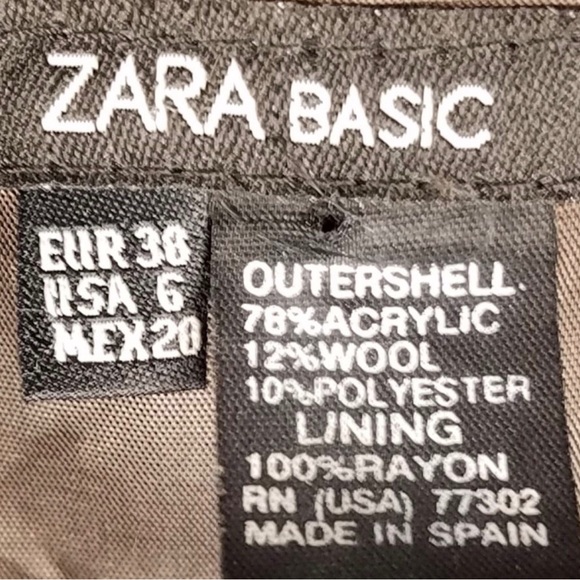 ZARA BASIC
EUR 38
USA 6
MEX 20
OUTERSHELL.
78%ACRYLIC
12%WOOL
10%POLYESTER
LINING
100%RAYON
RN (USA) 77302
MADE IN SPAIN